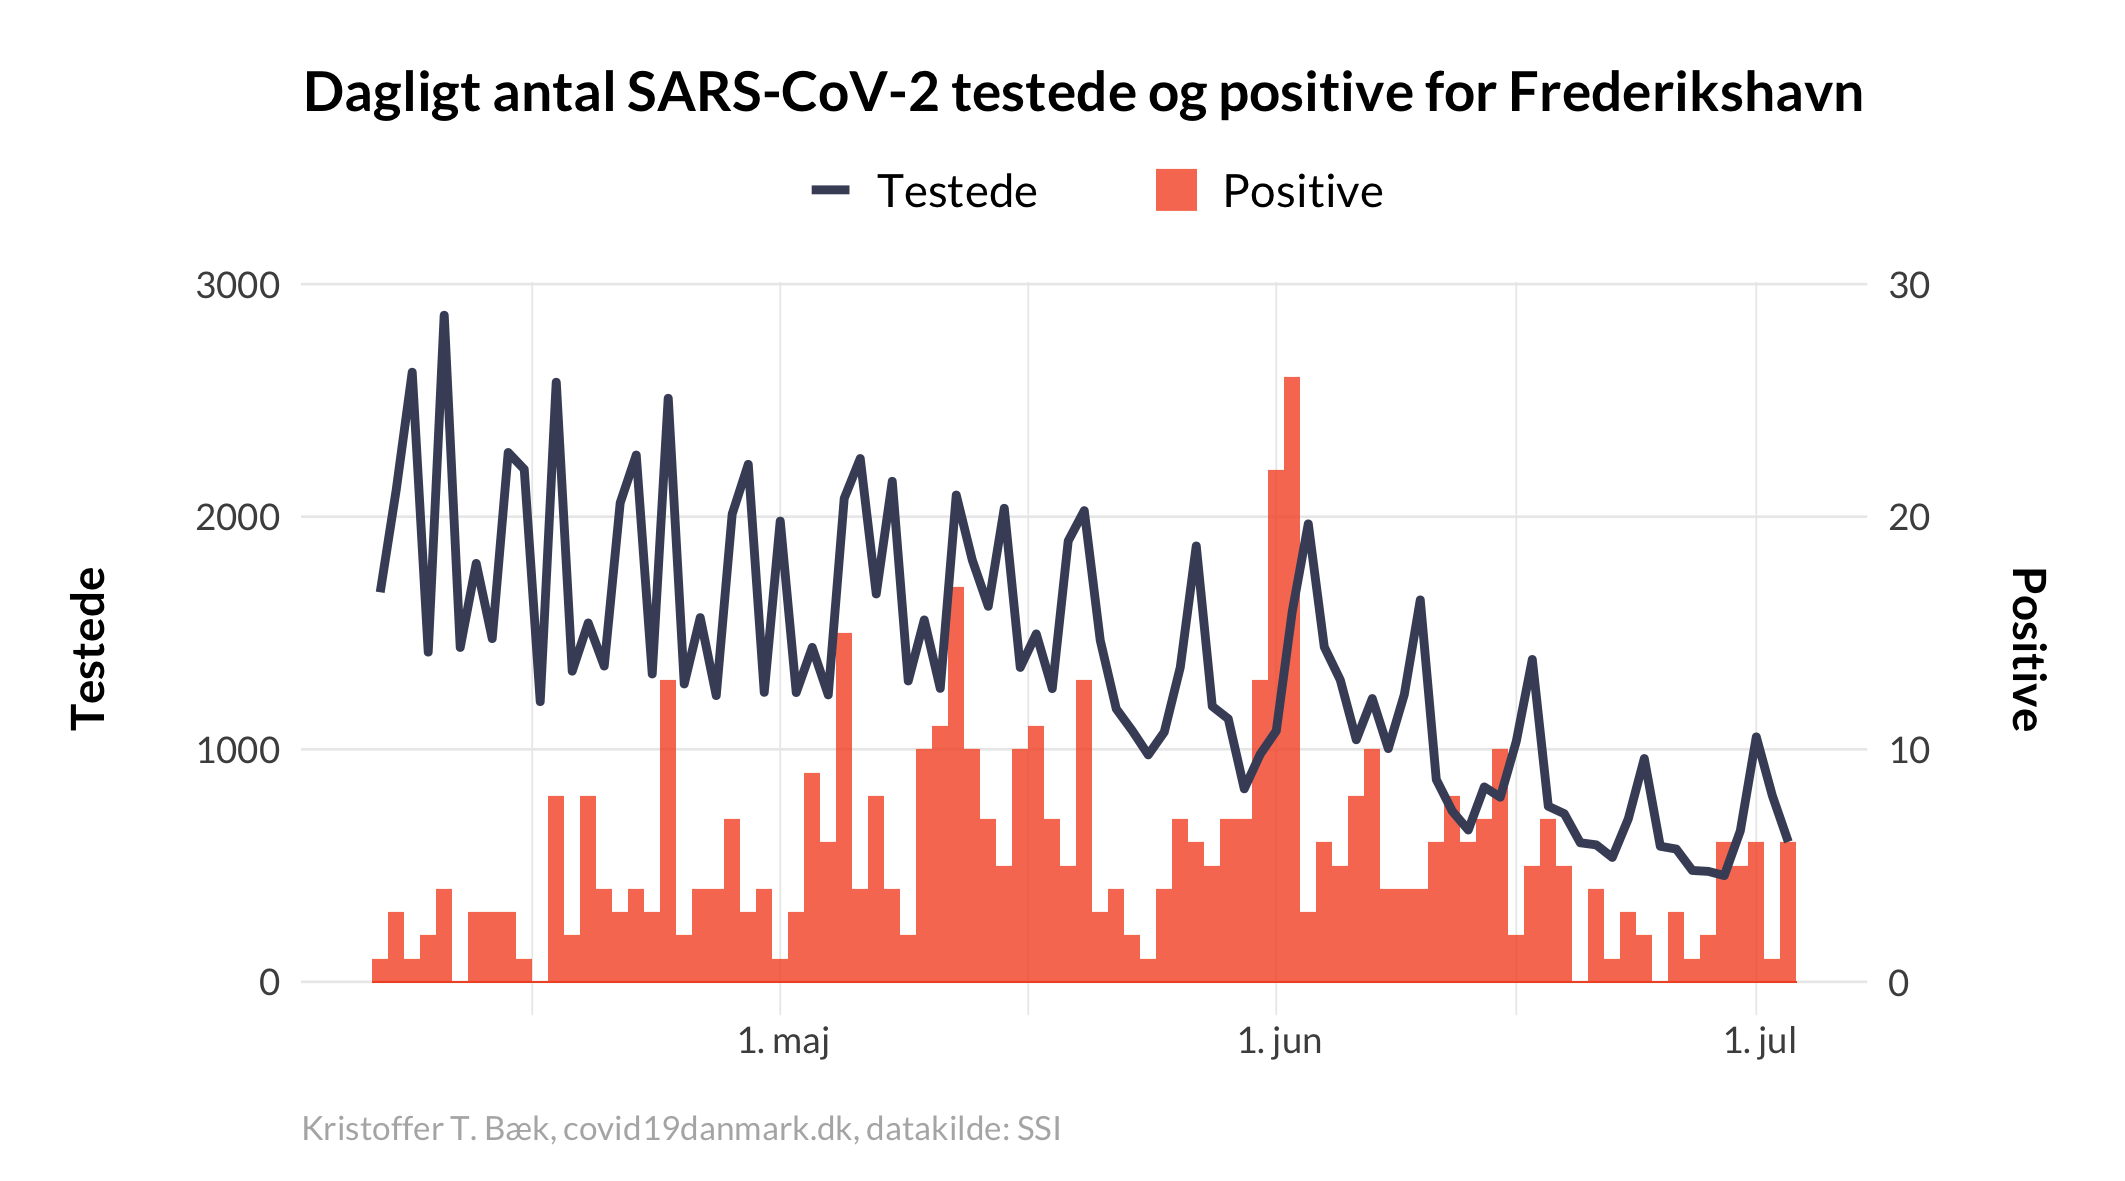 Dagligt antal SARS-CoV-2 testede og positive for Frederikshavn
Testede
Positive
3000
30
2000
20
1000
10
0
0
Testede
Positive
1. maj
1. jun
1. jul
Kristoffer T. Bæk, covid19danmark.dk, datakilde: SSI